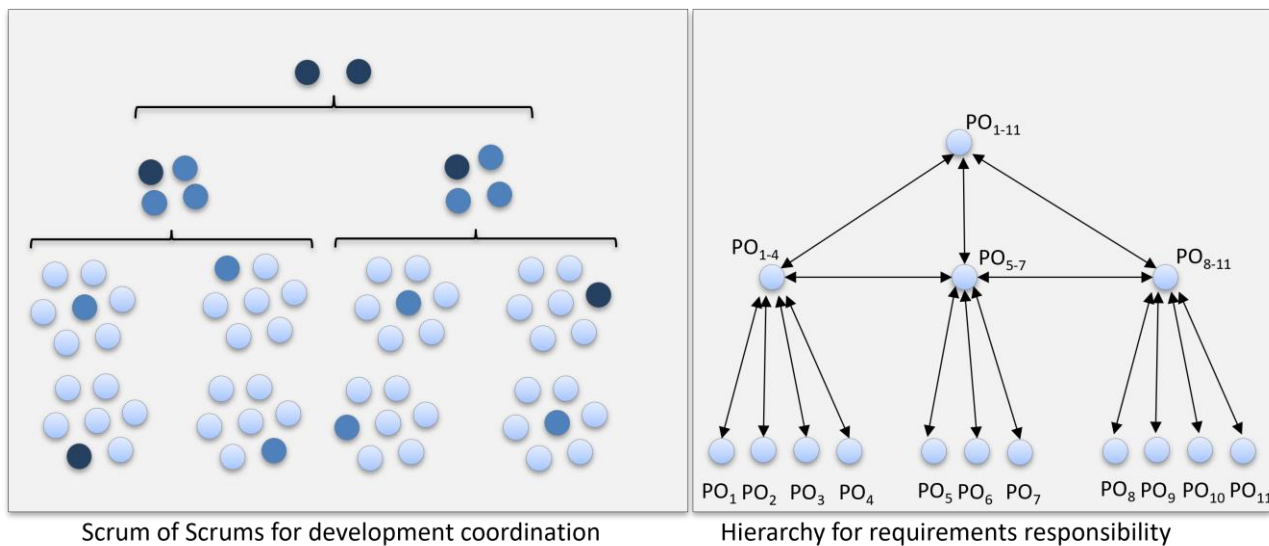 PO1-11
PO1-4
PO5-7
PO8-11
PO1 PO2 PO3 PO4 PO5 PO6 PO7 PO8 PO9 PO10 PO11
Scrum of Scrums for development coordination
Hierarchy for requirements responsibility